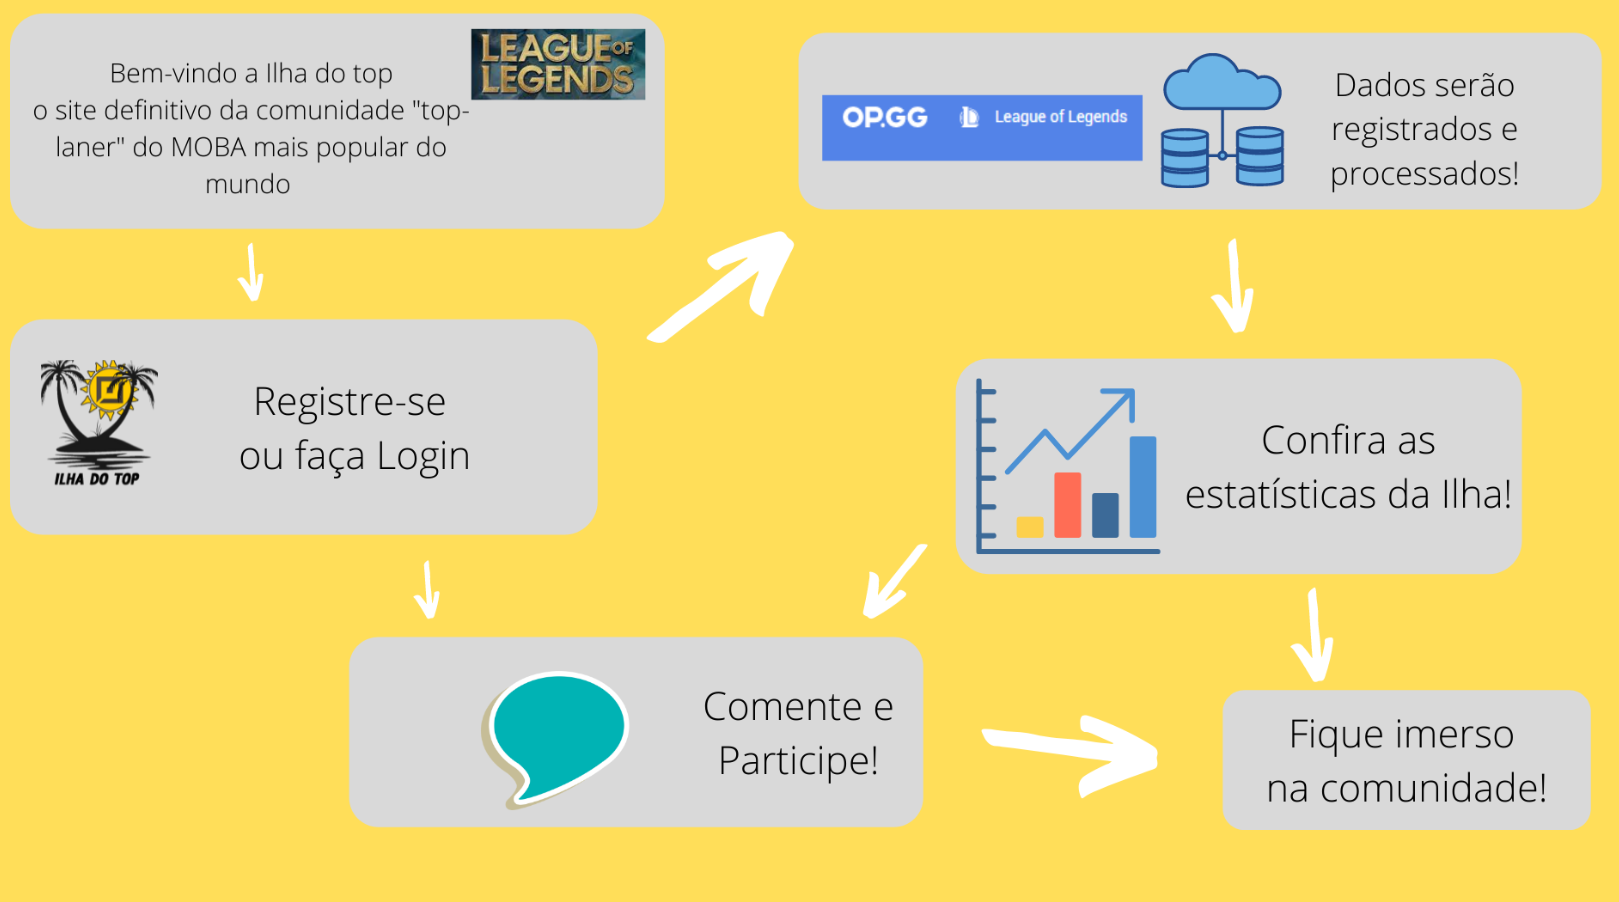 Bem-vindo a Ilha do top
o site definitivo da comunidade "top-
laner" do MOBA mais popular do
mundo
LEAGUE OF
LEGENDS
Registre-se
ou faça Login
ILHA DO TOP
OP.GG League of Legends
Dados serão
registrados e
processados!
Confira as
estatísticas da Ilha!
Comente e
Participe!
Fique imerso
na comunidade!